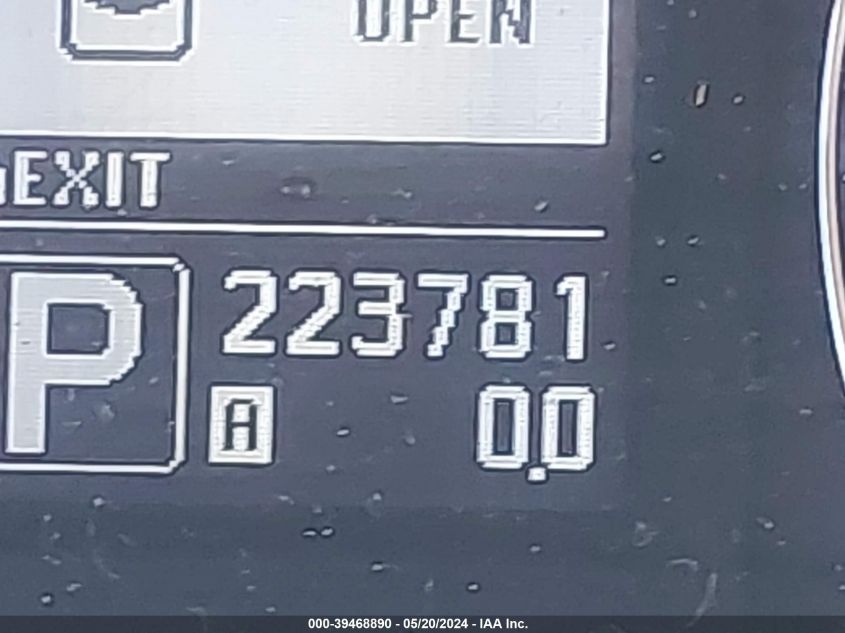 OPEN
EXIT
P 223781
A 0.0
000-39468890 - 05/20/2024 - IAA Inc.